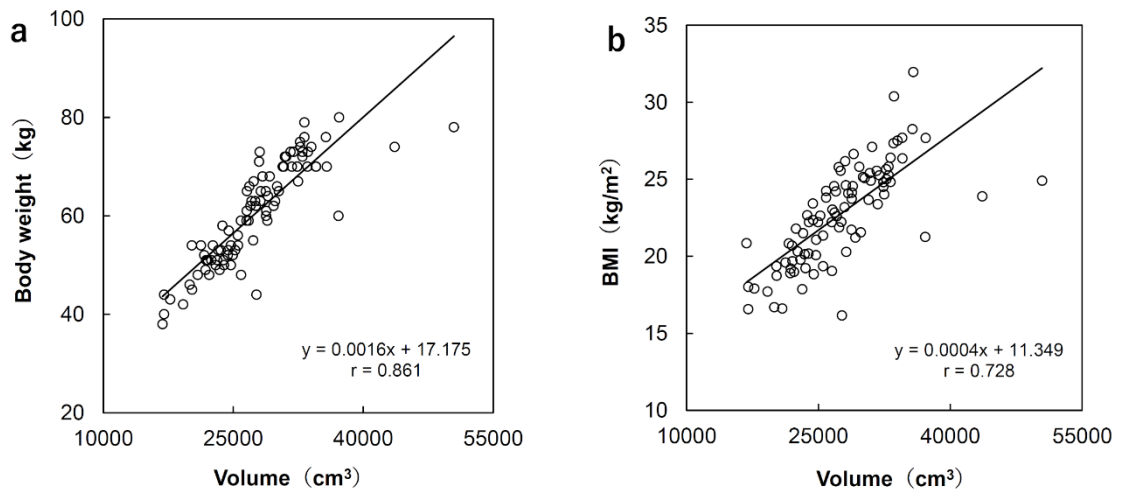 a
100
80
60
40
20
Body weight（kg）
10000
25000
40000
55000
Volume（cm³）
y = 0.0016x + 17.175
r = 0.861
b
35
30
25
20
15
10
BMI（kg/m²）
10000
25000
40000
55000
Volume（cm³）
y = 0.0004x + 11.349
r = 0.728